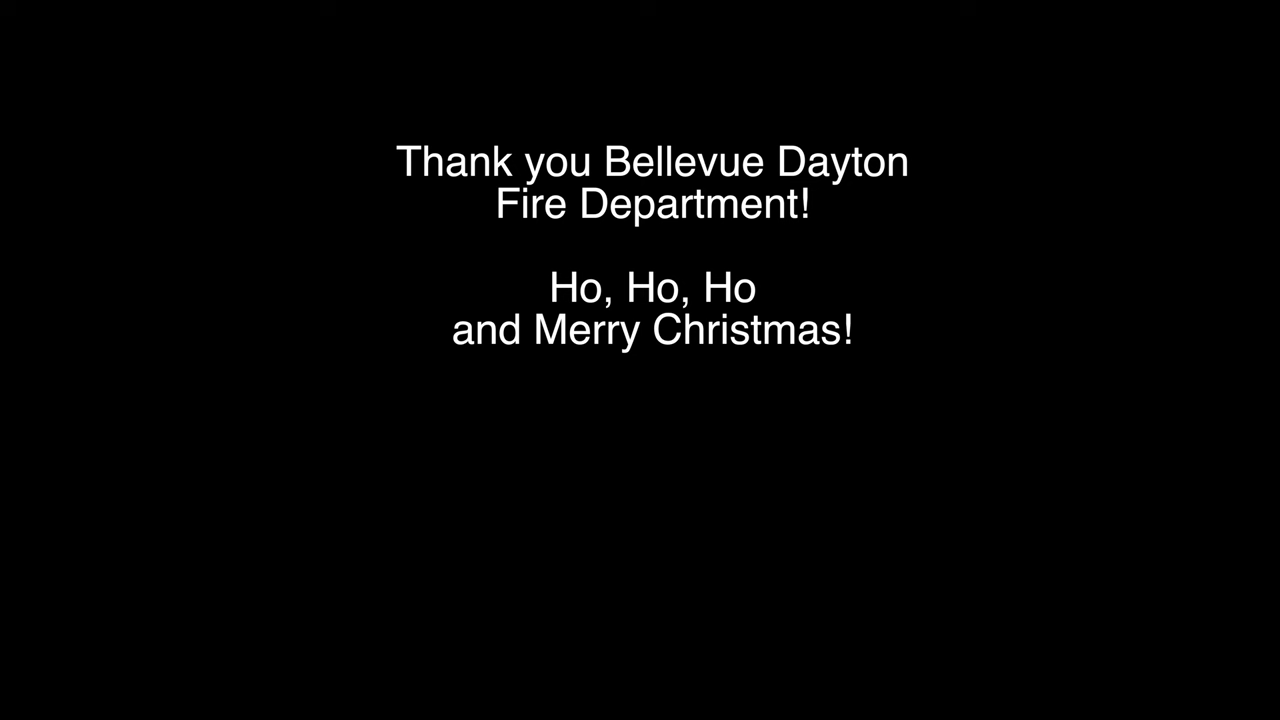 Thank you Bellevue Dayton
Fire Department!
Ho, Ho, Ho
and Merry Christmas!